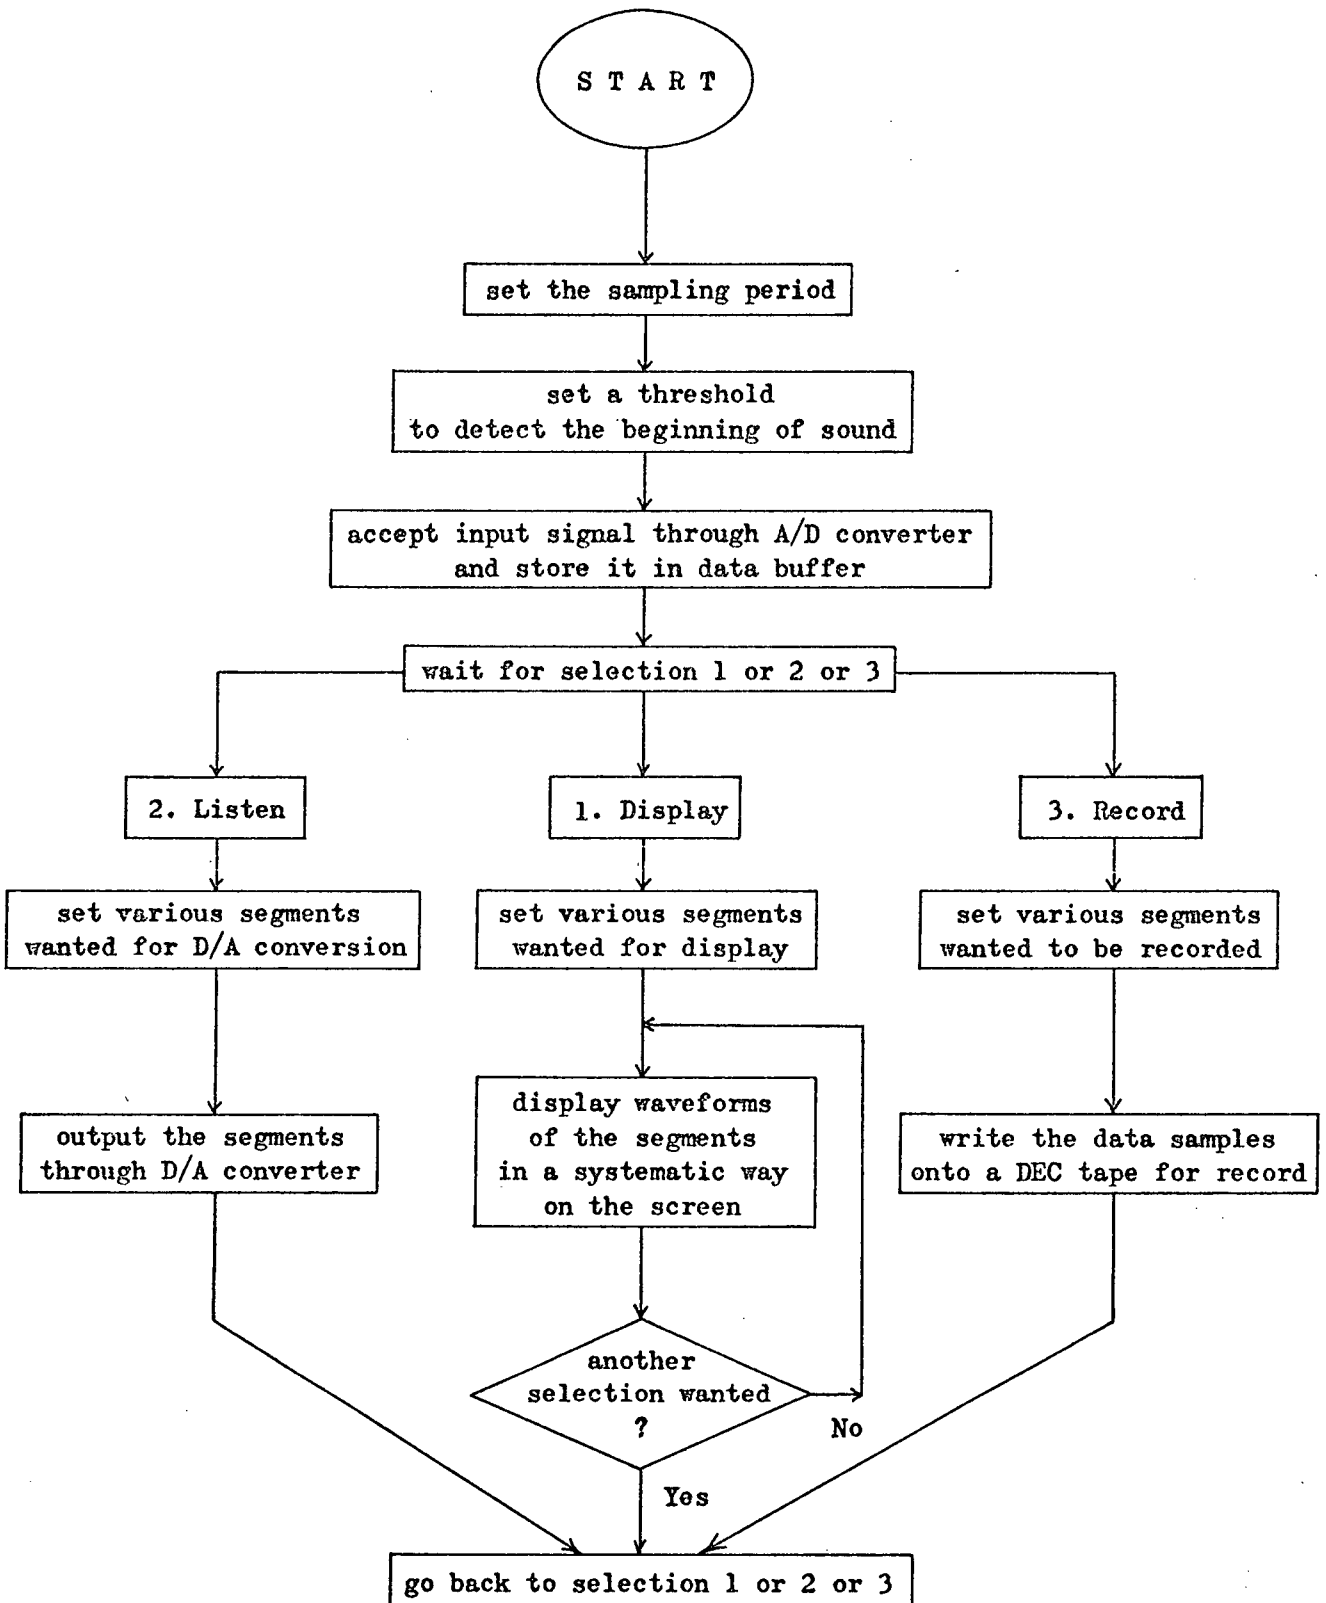 S T A R T
set the sampling period
set a threshold
to detect the beginning of sound
accept input signal through A/D converter
and store it in data buffer
wait for selection 1 or 2 or 3
2. Listen
1. Display
3. Record
set various segments
wanted for D/A conversion
set various segments
wanted for display
set various segments
wanted to be recorded
output the segments
through D/A converter
display waveforms
of the segments
in a systematic way
on the screen
write the data samples
onto a DEC tape for record
another
selection wanted
?
No
Yes
go back to selection 1 or 2 or 3